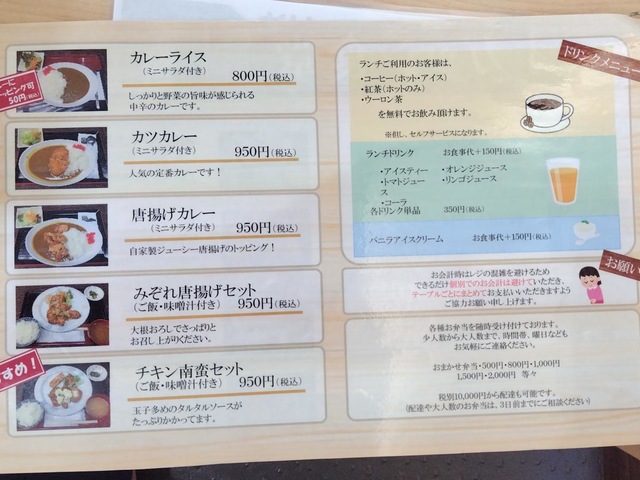 カレーライス
(ミニサラダ付き) 800円(税込)
しっかりと野菜の旨味が感じられる
中辛のカレーです。
ピング可
50円(税込)
カツカレー
(ミニサラダ付き) 950円(税込)
人気の定番カレーです!
唐揚げカレー
(ミニサラダ付き) 950円(税込)
自家製ジューシー唐揚げのトッピング!
みぞれ唐揚げセット
(ご飯・味噌汁付き) 950円(税込)
大根おろしでさっぱりと
お召し上がりください。
すめ!
チキン南蛮セット
(ご飯・味噌汁付き) 950円(税込)
玉子多めのタルタルソースが
たっぷりかかってます。
ドリンクメニュー
ランチご利用のお客様は、
・コーヒー(ホット・アイス)
・紅茶(ホットのみ)
・ウーロン茶
を無料でお飲み頂けます。
※但し、セルフサービスになります。
ランチドリンク お食事代+150円(税込)
・アイスティー ・オレンジジュース
・トマトジュー ・リンゴジュース
ス
・コーラ
各ドリンク単品 350円(税込)
バニラアイスクリーム お食事代+150円(税込)
お願い
お会計時はレジの混雑を避けるため
できるだけ個別でのお会計は避けていただき、
テーブルごとにまとめてお支払いいただきますよう
ご協力お願い申し上げます。
各種お弁当を随時受け付けております。
少人数から大人数まで、時間帯、曜日なども
お気軽にご連絡ください。
おまかせ弁当・500円・800円・1,000円
1,500円・2,000円 等々
税別10,000円から配達も可能です。
(配達や大人数のお弁当は、3日前までにご相談ください)